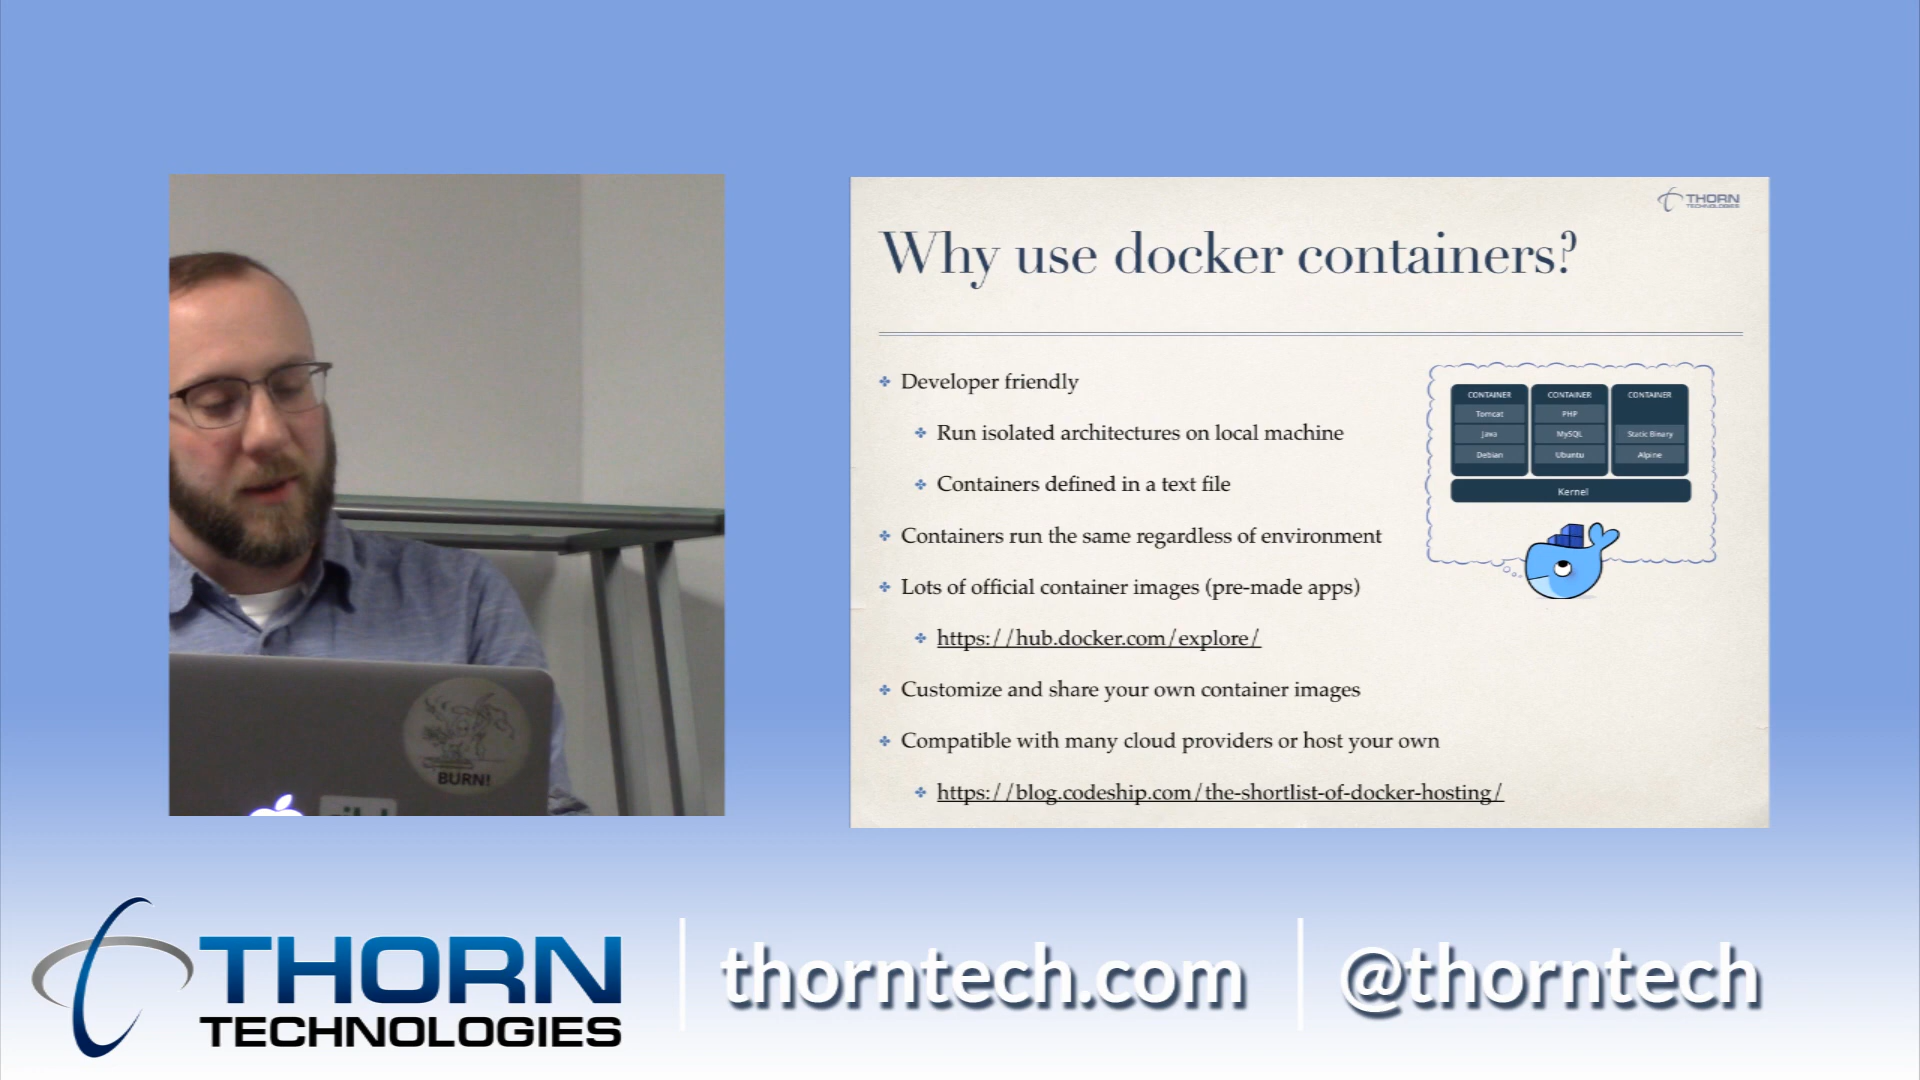 THORN
TECHNOLOGIES
Why use docker containers?
Developer friendly
Run isolated architectures on local machine
Containers defined in a text file
Containers run the same regardless of environment
Lots of official container images (pre-made apps)
https://hub.docker.com/explore/
Customize and share your own container images
Compatible with many cloud providers or host your own
https://blog.codeship.com/the-shortlist-of-docker-hosting/
CONTAINER
Tomcat
Java
Debian
CONTAINER
PHP
MySQL
Ubuntu
CONTAINER
Static Binary
Alpine
Kernel
BURN!
THORN
TECHNOLOGIES
thorntech.com
@thorntech